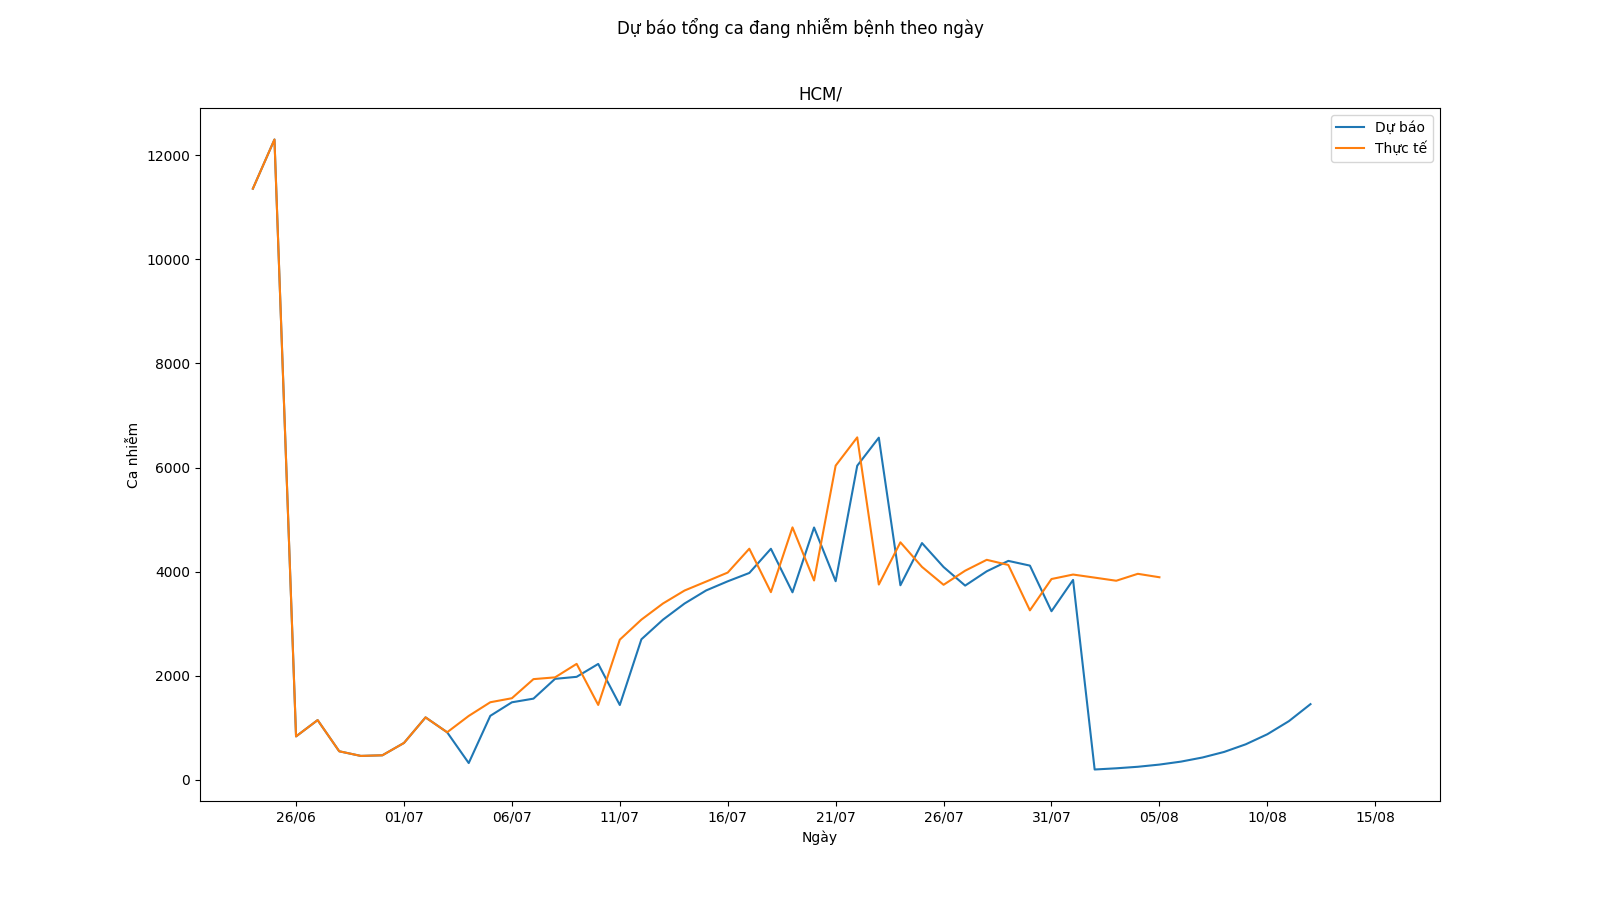 Dự báo tổng ca đang nhiễm bệnh theo ngày
HCM/
Dự báo
Thực tế
12000
10000
8000
6000
4000
2000
0
Ca nhiễm
26/06 01/07 06/07 11/07 16/07 21/07 26/07 31/07 05/08 10/08 15/08
Ngày